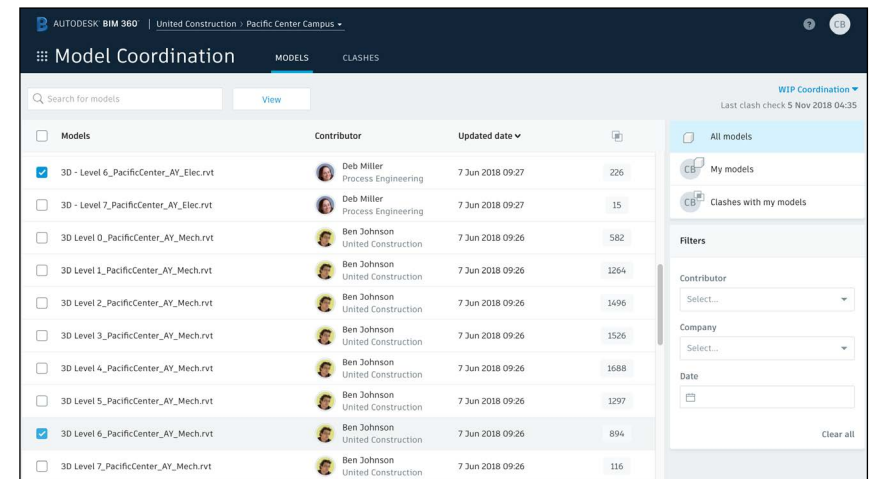 AUTODESK® BIM 360® | United Construction > Pacific Center Campus
? CB
Model Coordination MODELS CLASHES
Search for models View
WIP Coordination
Last clash check 5 Nov 2018 04:35
Models Contributor Updated date
3D - Level 6_PacificCenter_AY_Elec.rvt Deb Miller 7 Jun 2018 09:27 226
Process Engineering
3D - Level 7_PacificCenter_AY_Elec.rvt Deb Miller 7 Jun 2018 09:27 15
Process Engineering
3D Level 0_PacificCenter_AY_Mech.rvt Ben Johnson 7 Jun 2018 09:26 582
United Construction
3D Level 1_PacificCenter_AY_Mech.rvt Ben Johnson 7 Jun 2018 09:26 1264
United Construction
3D Level 2_PacificCenter_AY_Mech.rvt Ben Johnson 7 Jun 2018 09:26 1496
United Construction
3D Level 3_PacificCenter_AY_Mech.rvt Ben Johnson 7 Jun 2018 09:26 1526
United Construction
3D Level 4_PacificCenter_AY_Mech.rvt Ben Johnson 7 Jun 2018 09:26 1688
United Construction
3D Level 5_PacificCenter_AY_Mech.rvt Ben Johnson 7 Jun 2018 09:26 1297
United Construction
3D Level 6_PacificCenter_AY_Mech.rvt Ben Johnson 7 Jun 2018 09:26 894
United Construction
3D Level 7_PacificCenter_AY_Mech.rvt Ben Johnson 7 Jun 2018 09:26 116
United Construction
All models
CB My models
CB Clashes with my models
Filters
Contributor
Select...
Company
Select...
Date
Clear all